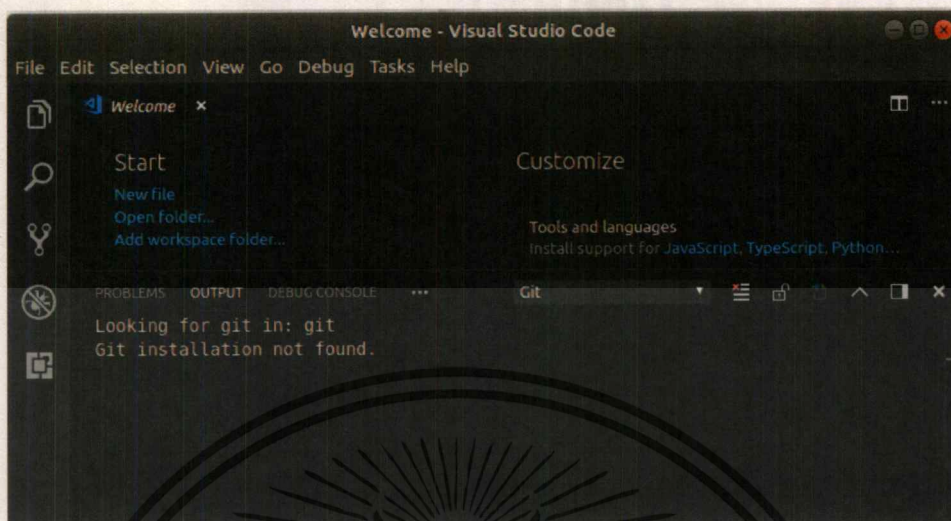 Welcome - Visual Studio Code
File Edit Selection View Go Debug Tasks Help
Welcome
Start
New file
Open folder...
Add workspace folder...
Customize
Tools and languages
Install support for JavaScript, TypeScript, Python...
PROBLEMS OUTPUT DEBUG CONSOLE ... Git
Looking for git in: git
Git installation not found.